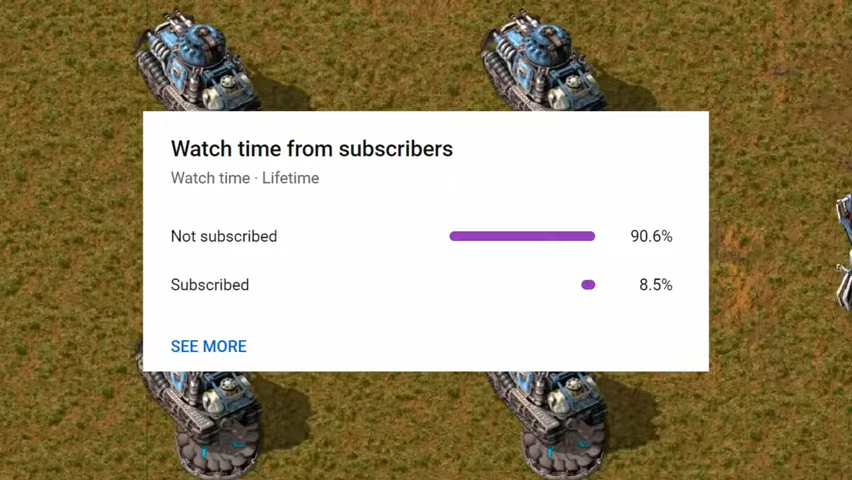 Watch time from subscribers
Watch time · Lifetime
Not subscribed 90.6%
Subscribed 8.5%
SEE MORE